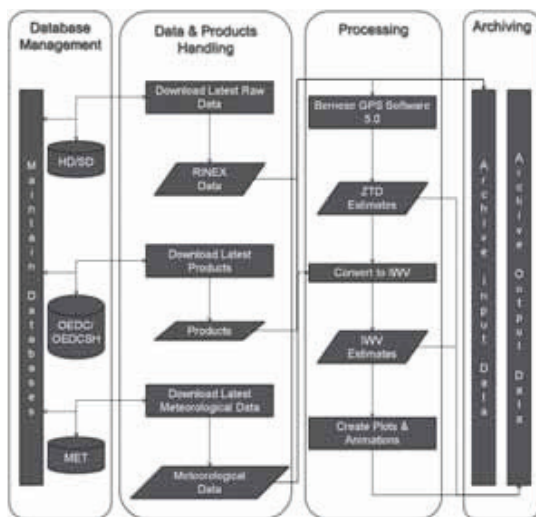 Database
Management
Data & Products
Handling
Processing
Archiving
Maintain Databases
HD/SD
OEDC/
OEDCSH
MET
Download Latest Raw
Data
RINEX
Data
Download Latest
Products
Products
Download Latest
Meteorological Data
Meteorological
Data
Bernese GPS Software
5.0
ZTD
Estimates
Convert to IWV
IWV
Estimates
Create Plots &
Animations
Archive Input Data
Archive Output Data